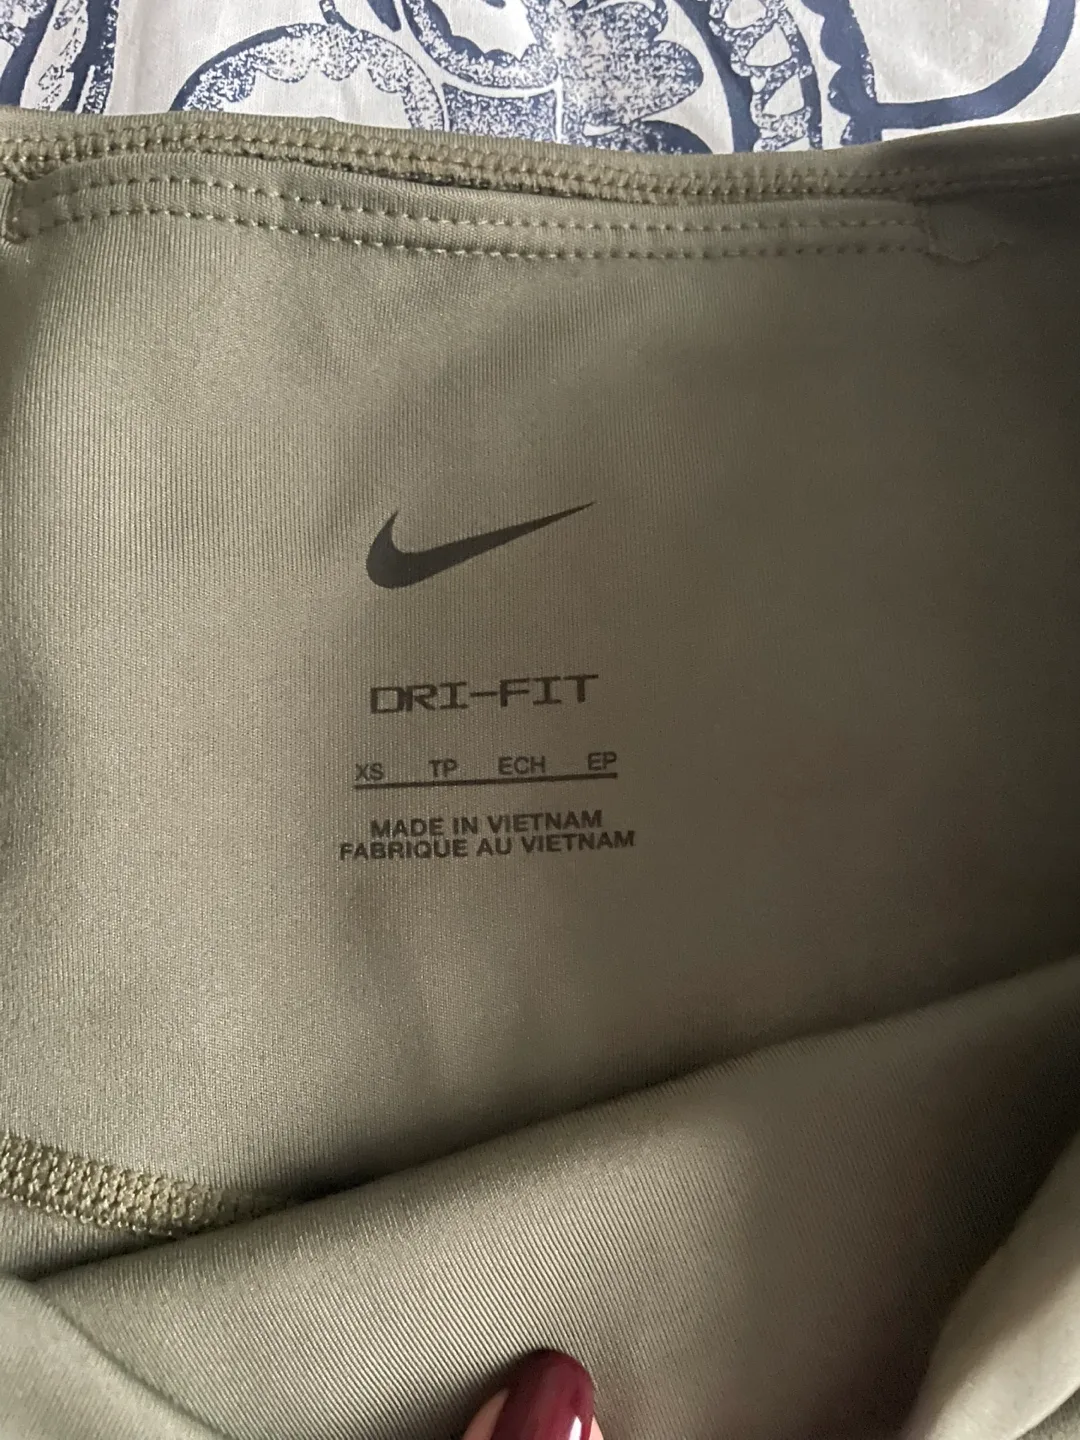 DRI-FIT
XS TP ECH EP
MADE IN VIETNAM
FABRIQUE AU VIETNAM